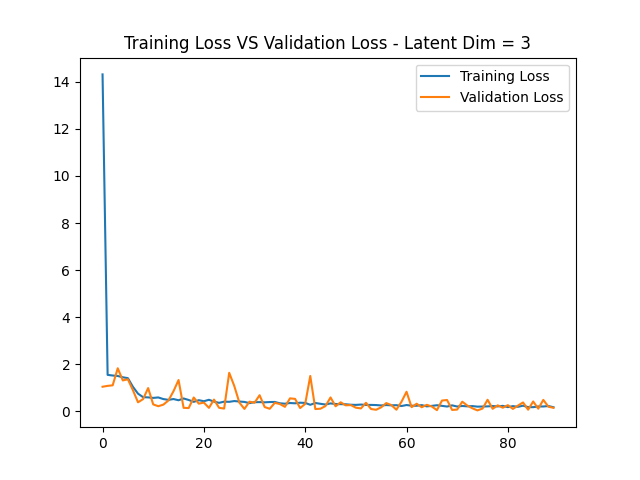 Training Loss VS Validation Loss - Latent Dim = 3
Training Loss
Validation Loss
14
12
10
8
6
4
2
0
0 20 40 60 80